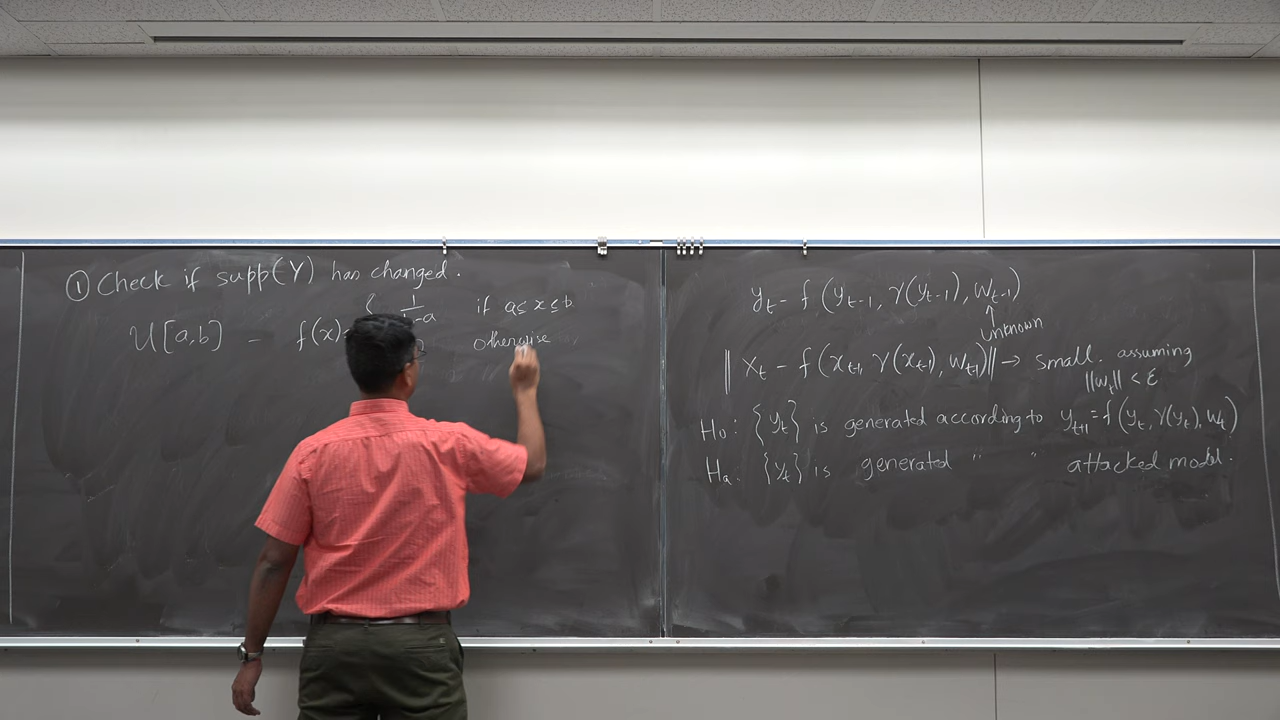 ① Check if supp(Y) has changed.
U[a,b] – f(x) { 1 -a if a≤x≤b
otherwise
y_t – f(y_{t-1}, γ(y_{t-1}), w_{t-1})
↑
Unknown
‖x_t – f(x_{t-1}, γ(x_{t-1}), w_{t-1})‖ → small. assuming
‖w_t‖ < ε
H₀: {y_t} is generated according to y_{t+1} = f(y_t, γ(y_t), w_t)
Hₐ: {y_t} is generated " " attacked model.